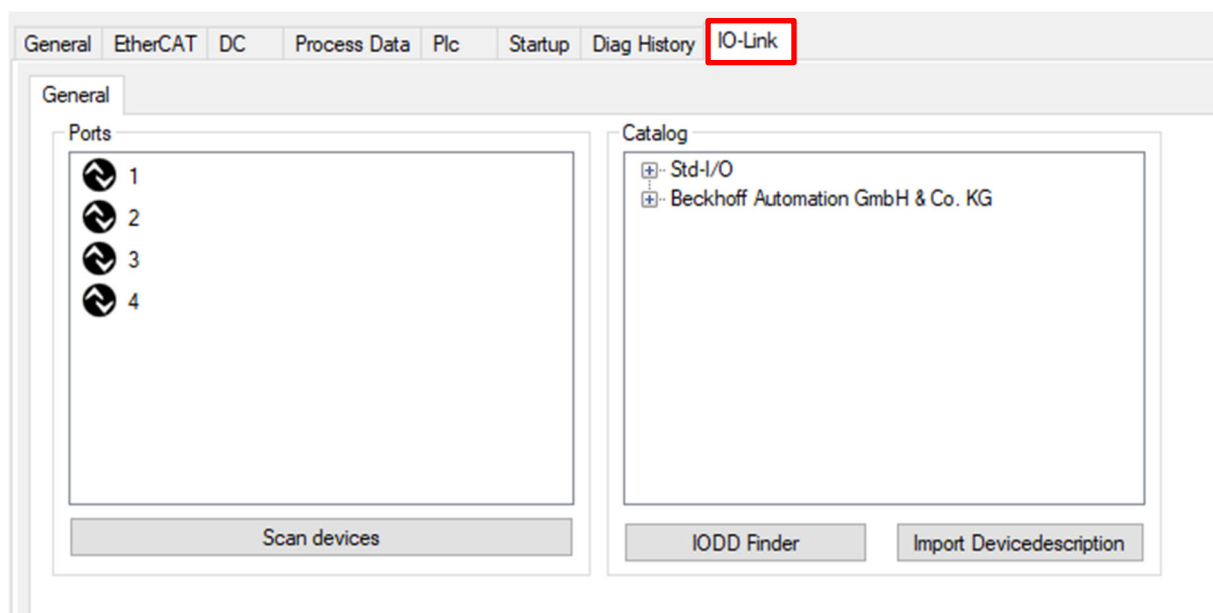 General EtherCAT DC Process Data Plc Startup Diag History IO-Link
General
Ports
1
2
3
4
Scan devices
Catalog
Std-I/O
Beckhoff Automation GmbH & Co. KG
IODD Finder Import Devicedescription